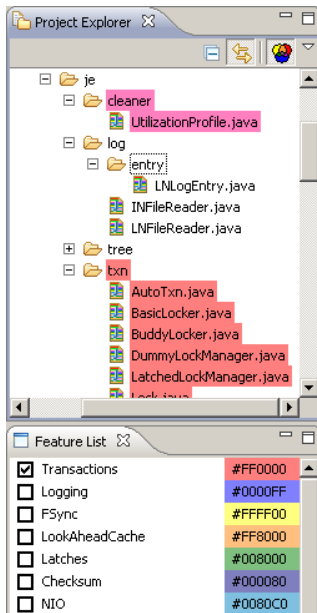 Project Explorer
je
cleaner
UtilizationProfile.java
log
entry
LNLogEntry.java
INFileReader.java
LNFileReader.java
tree
txn
AutoTxn.java
BasicLocker.java
BuddyLocker.java
DummyLockManager.java
LatchedLockManager.java
Lock.java
Feature List
Transactions #FF0000
Logging #0000FF
FSync #FFFF00
LookAheadCache #FF8000
Latches #008000
Checksum #000080
NIO #0080C0